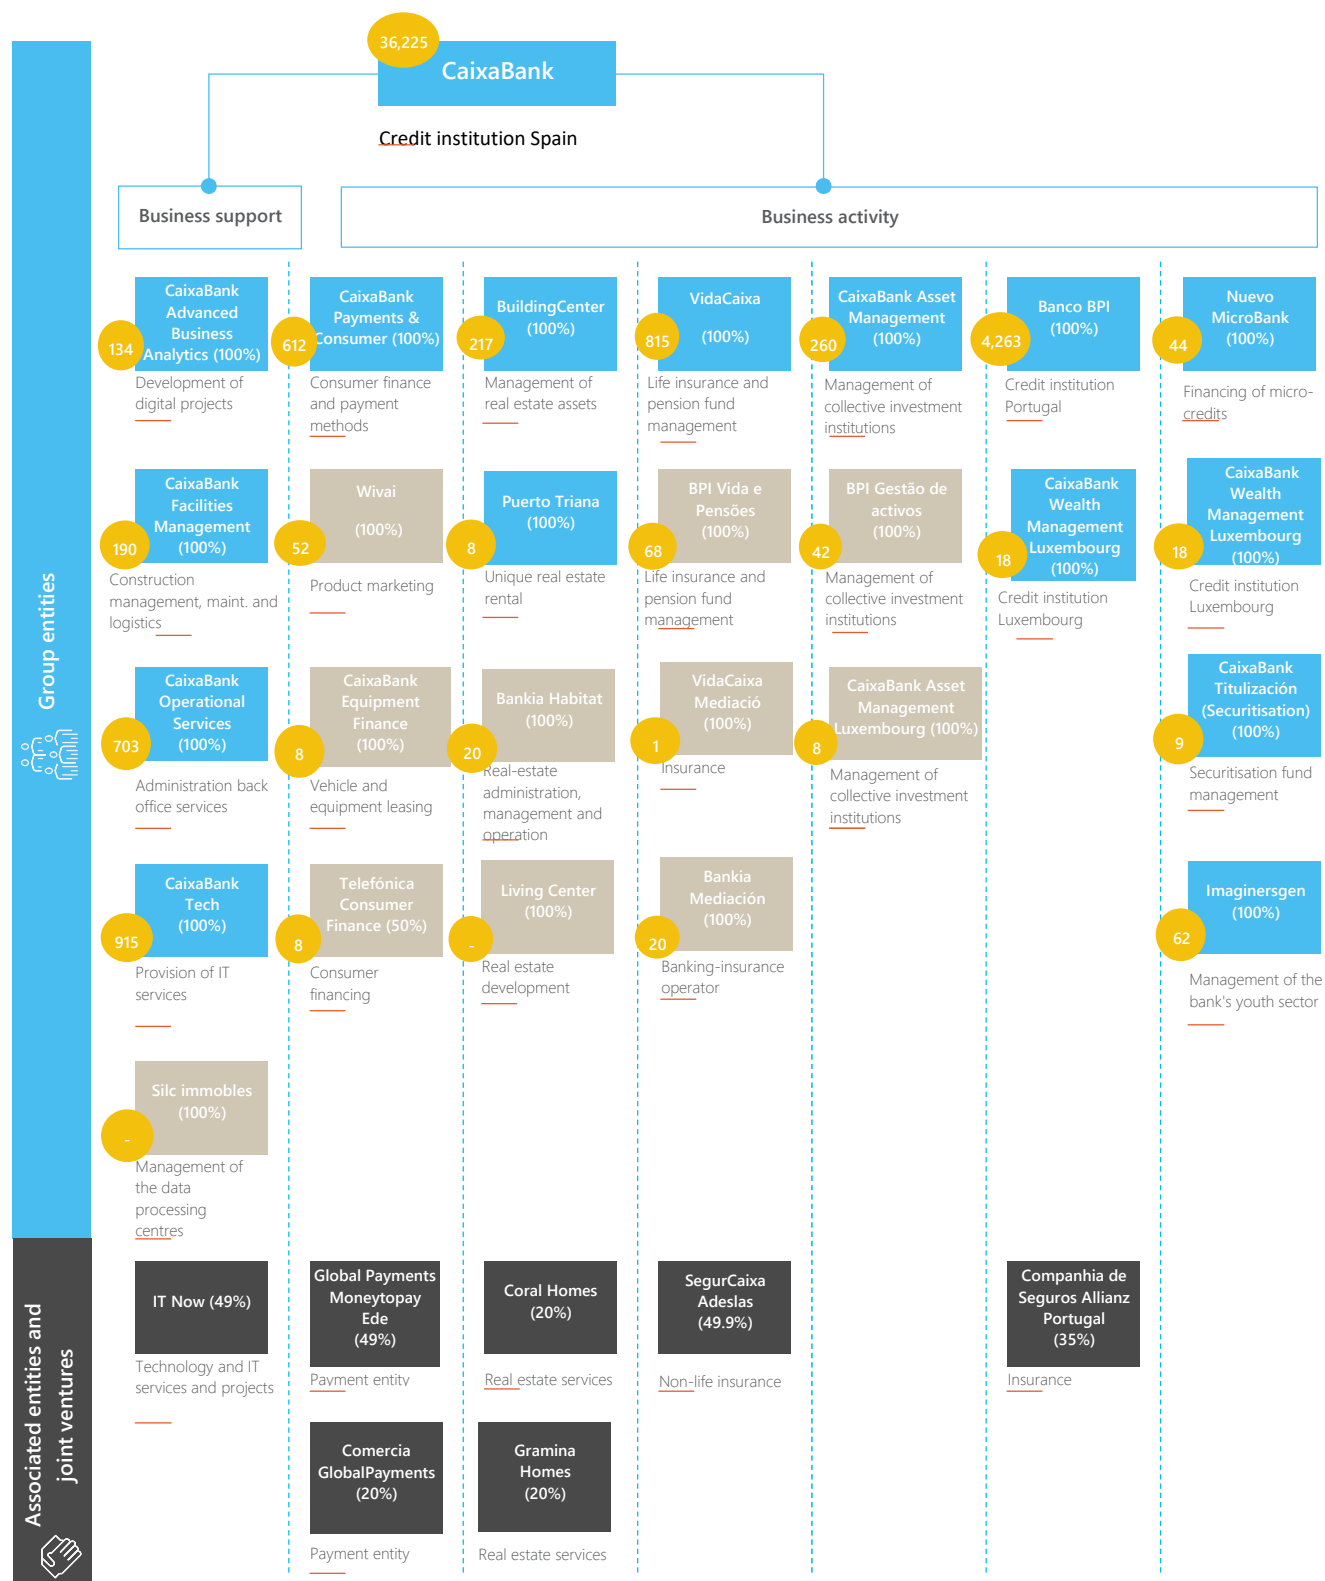 36,225
CaixaBank
Credit institution Spain
Business support
Business activity
Group entities
CaixaBank
Advanced
Business
Analytics (100%)
134
Development of
digital projects
CaixaBank
Payments &
Consumer (100%)
612
Consumer finance
and payment
methods
BuildingCenter
(100%)
217
Management of
real estate assets
VidaCaixa
(100%)
815
Life insurance and
pension fund
management
CaixaBank Asset
Management
(100%)
260
Management of
collective investment
institutions
Banco BPI
(100%)
4,263
Credit institution
Portugal
Nuevo
MicroBank
(100%)
44
Financing of micro-
credits
CaixaBank
Facilities
Management
(100%)
190
Construction
management, maint. and
logistics
Wivai
(100%)
52
Product marketing
Puerto Triana
(100%)
8
Unique real estate
rental
BPI Vida e
Pensões
(100%)
68
Life insurance and
pension fund
management
BPI Gestão de
activos
(100%)
42
Management of
collective investment
institutions
CaixaBank
Wealth
Management
Luxembourg
(100%)
18
Credit institution
Luxembourg
CaixaBank
Wealth
Management
Luxembourg
(100%)
18
Credit institution
Luxembourg
CaixaBank
Operational
Services
(100%)
703
Administration back
office services
CaixaBank
Equipment
Finance
(100%)
8
Vehicle and
equipment leasing
Bankia Habitat
(100%)
20
Real-estate
administration,
management and
operation
VidaCaixa
Mediació
(100%)
1
Insurance
CaixaBank Asset
Management
Luxembourg (100%)
8
Management of
collective investment
institutions
CaixaBank
Titulización
(Securitisation)
(100%)
9
Securitisation fund
management
CaixaBank
Tech
(100%)
915
Provision of IT
services
Telefónica
Consumer
Finance (50%)
8
Consumer
financing
Living Center
(100%)
-
Real estate
development
Bankia
Mediación
(100%)
20
Banking-insurance
operator
Imaginersgen
(100%)
62
Management of the
bank's youth sector
Silc immobles
(100%)
-
Management of
the data
processing
centres
Associated entities and
joint ventures
IT Now (49%)
Technology and IT
services and projects
Global Payments
Moneytopay
Ede
(49%)
Payment entity
Coral Homes
(20%)
Real estate services
SegurCaixa
Adeslas
(49.9%)
Non-life insurance
Companhia de
Seguros Allianz
Portugal
(35%)
Insurance
Comercia
GlobalPayments
(20%)
Payment entity
Gramina
Homes
(20%)
Real estate services